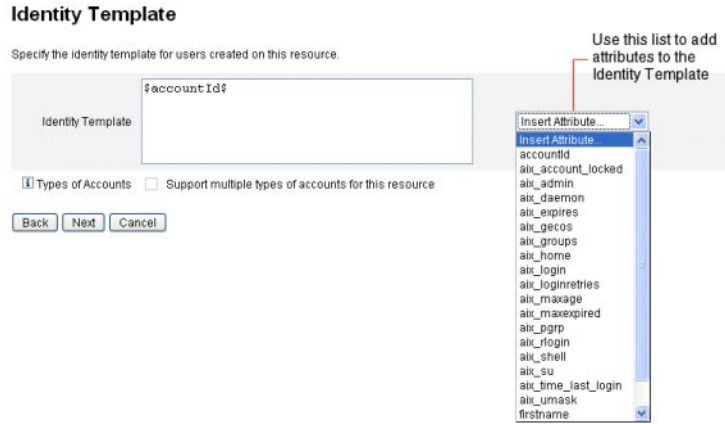 Identity Template
Use this list to add
attributes to the
Identity Template
Specify the identity template for users created on this resource.
$accountId$
Identity Template
Insert Attribute...
Insert Attribute...
accountId
aix_account_locked
aix_admin
aix_daemon
aix_expires
aix_gecos
aix_groups
aix_home
aix_login
aix_loginretries
aix_maxage
aix_maxexpired
aix_pgrp
aix_rlogin
aix_shell
aix_su
aix_time_last_login
aix_umask
firstname
i Types of Accounts Support multiple types of accounts for this resource
Back Next Cancel